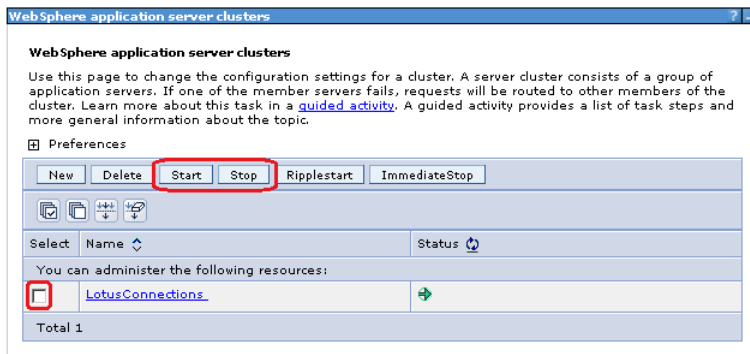 WebSphere application server clusters
?
WebSphere application server clusters
Use this page to change the configuration settings for a cluster. A server cluster consists of a group of
application servers. If one of the member servers fails, requests will be routed to other members of the
cluster. Learn more about this task in a guided activity. A guided activity provides a list of task steps and
more general information about the topic.
Preferences
New Delete Start Stop Ripplestart ImmediateStop
Select Name Status
You can administer the following resources:
LotusConnections
Total 1